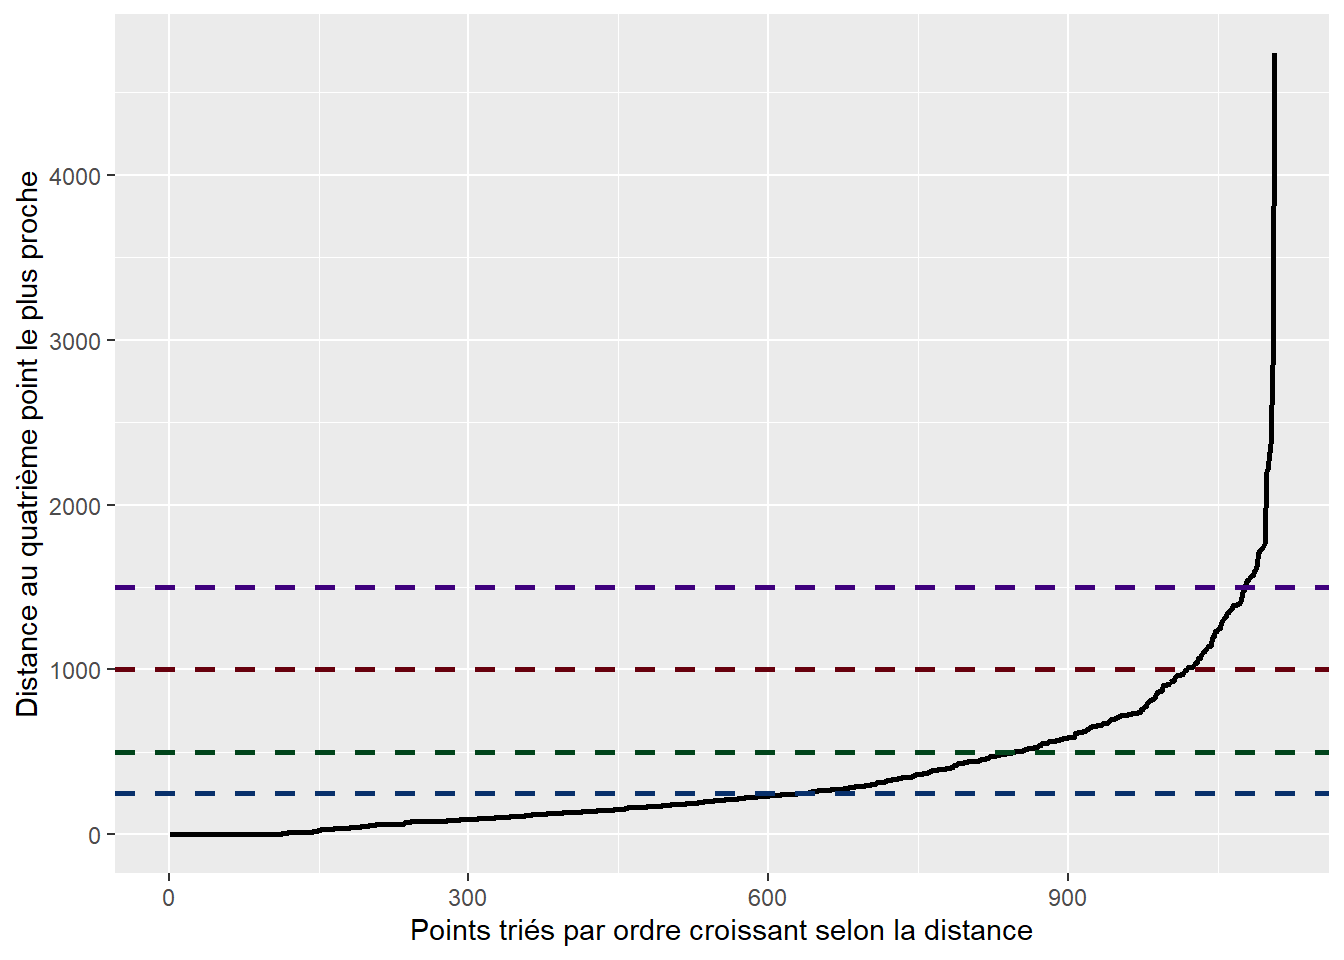 Distance au quatrième point le plus proche
4000
3000
2000
1000
0
0 300 600 900
Points triés par ordre croissant selon la distance